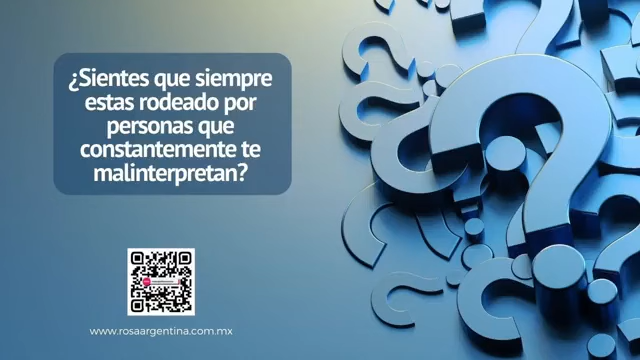 ¿Sientes que siempre
estas rodeado por
personas que
constantemente te
malinterpretan?
www.rosaargentina.com.mx